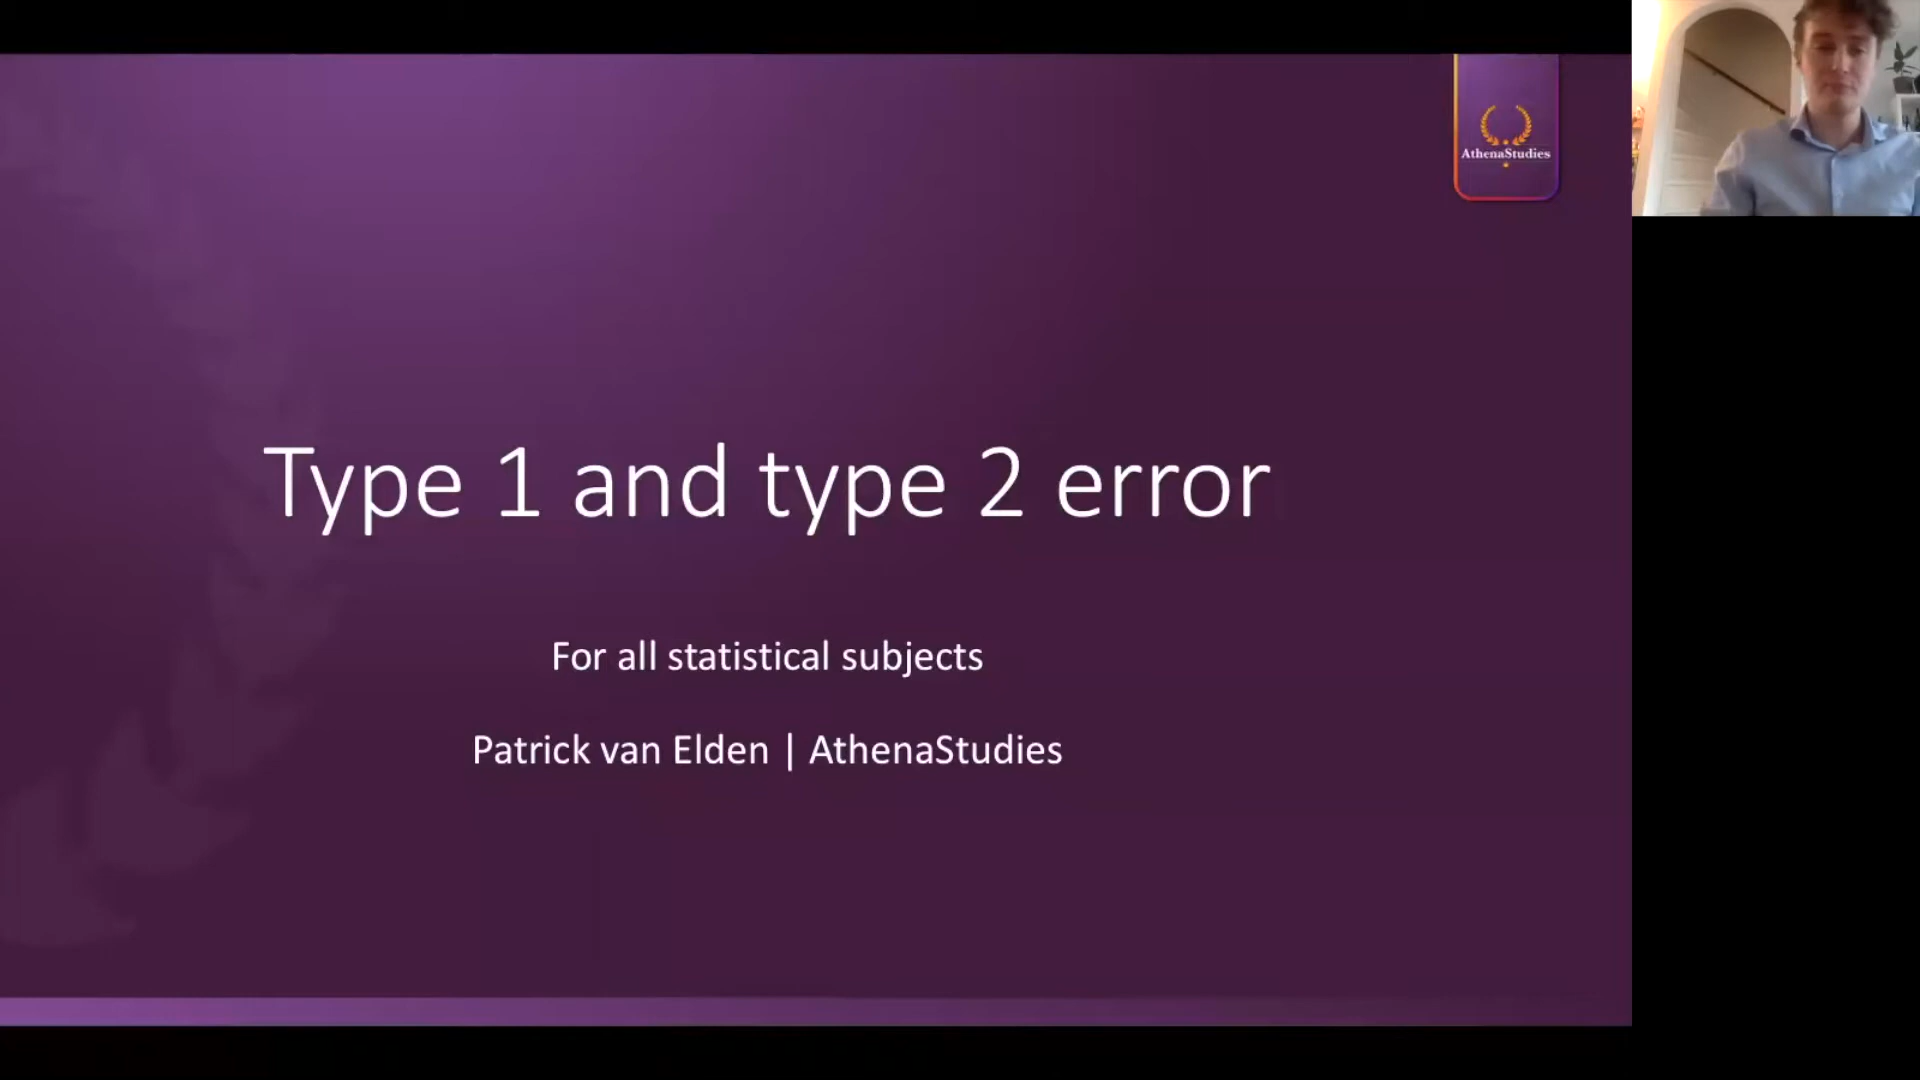 AthenaStudies
Type 1 and type 2 error
For all statistical subjects
Patrick van Elden | AthenaStudies